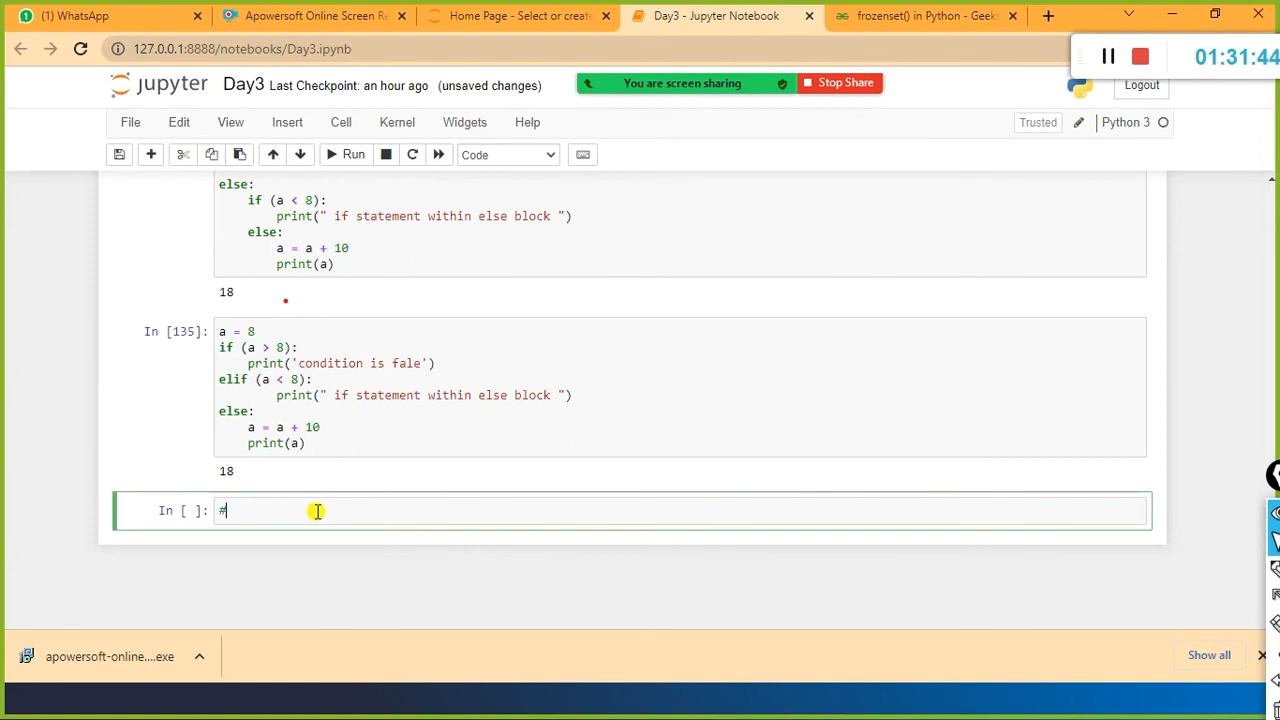 (1) WhatsApp
Apowersoft Online Screen Re
Home Page - Select or create
Day3 - Jupyter Notebook
frozenset() in Python - Geeks
127.0.0.1:8888/notebooks/Day3.ipynb
01:31:44
jupyter Day3 Last Checkpoint: an hour ago (unsaved changes)
You are screen sharing
Stop Share
Logout
File Edit View Insert Cell Kernel Widgets Help
Trusted
Python 3
Run
Code
else:
if (a < 8):
print(" if statement within else block ")
else:
a = a + 10
print(a)
18
In [135]: a = 8
if (a > 8):
print('condition is fale')
elif (a < 8):
print(" if statement within else block ")
else:
a = a + 10
print(a)
18
In [ ]: #
apowersoft-online....exe
Show all